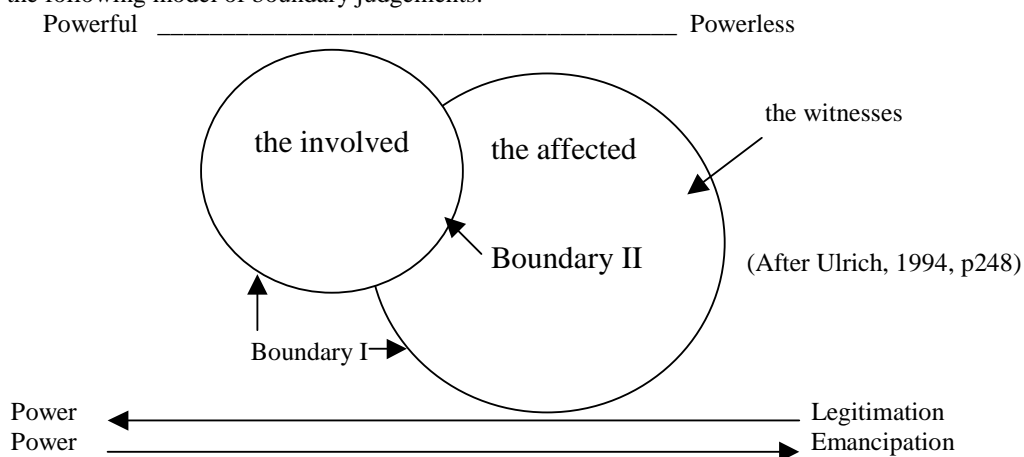 the following model of boundary judgements.
Powerful ________________________________________ Powerless
the witnesses
the involved
the affected
Boundary II
(After Ulrich, 1994, p248)
Boundary I
Power Legitimation
Power Emancipation